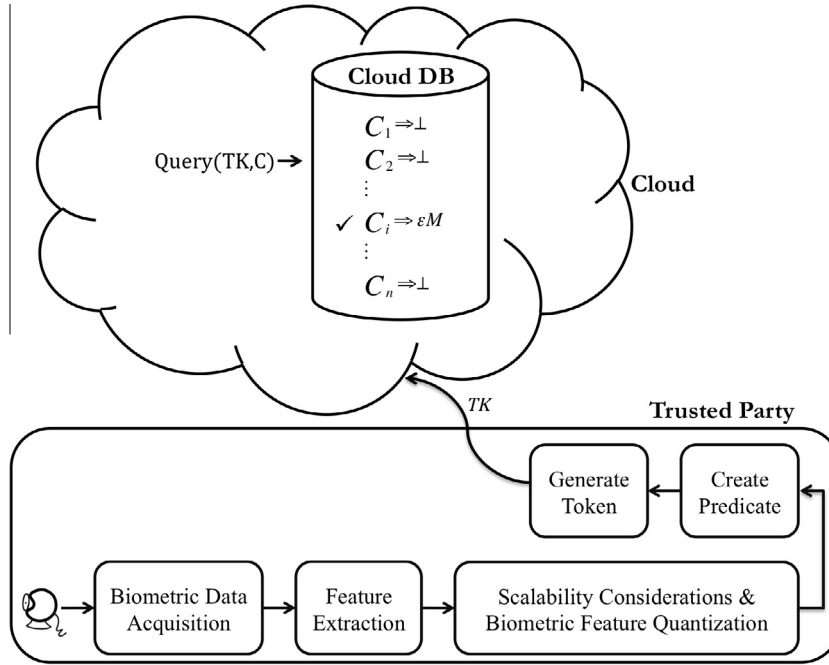 Cloud DB
C1⇒⊥
C2⇒⊥
⋮
✓ Ci⇒εM
⋮
Cn⇒⊥
Query(TK,C)
Cloud
TK
Trusted Party
Generate
Token
Create
Predicate
Biometric Data
Acquisition
Feature
Extraction
Scalability Considerations &
Biometric Feature Quantization